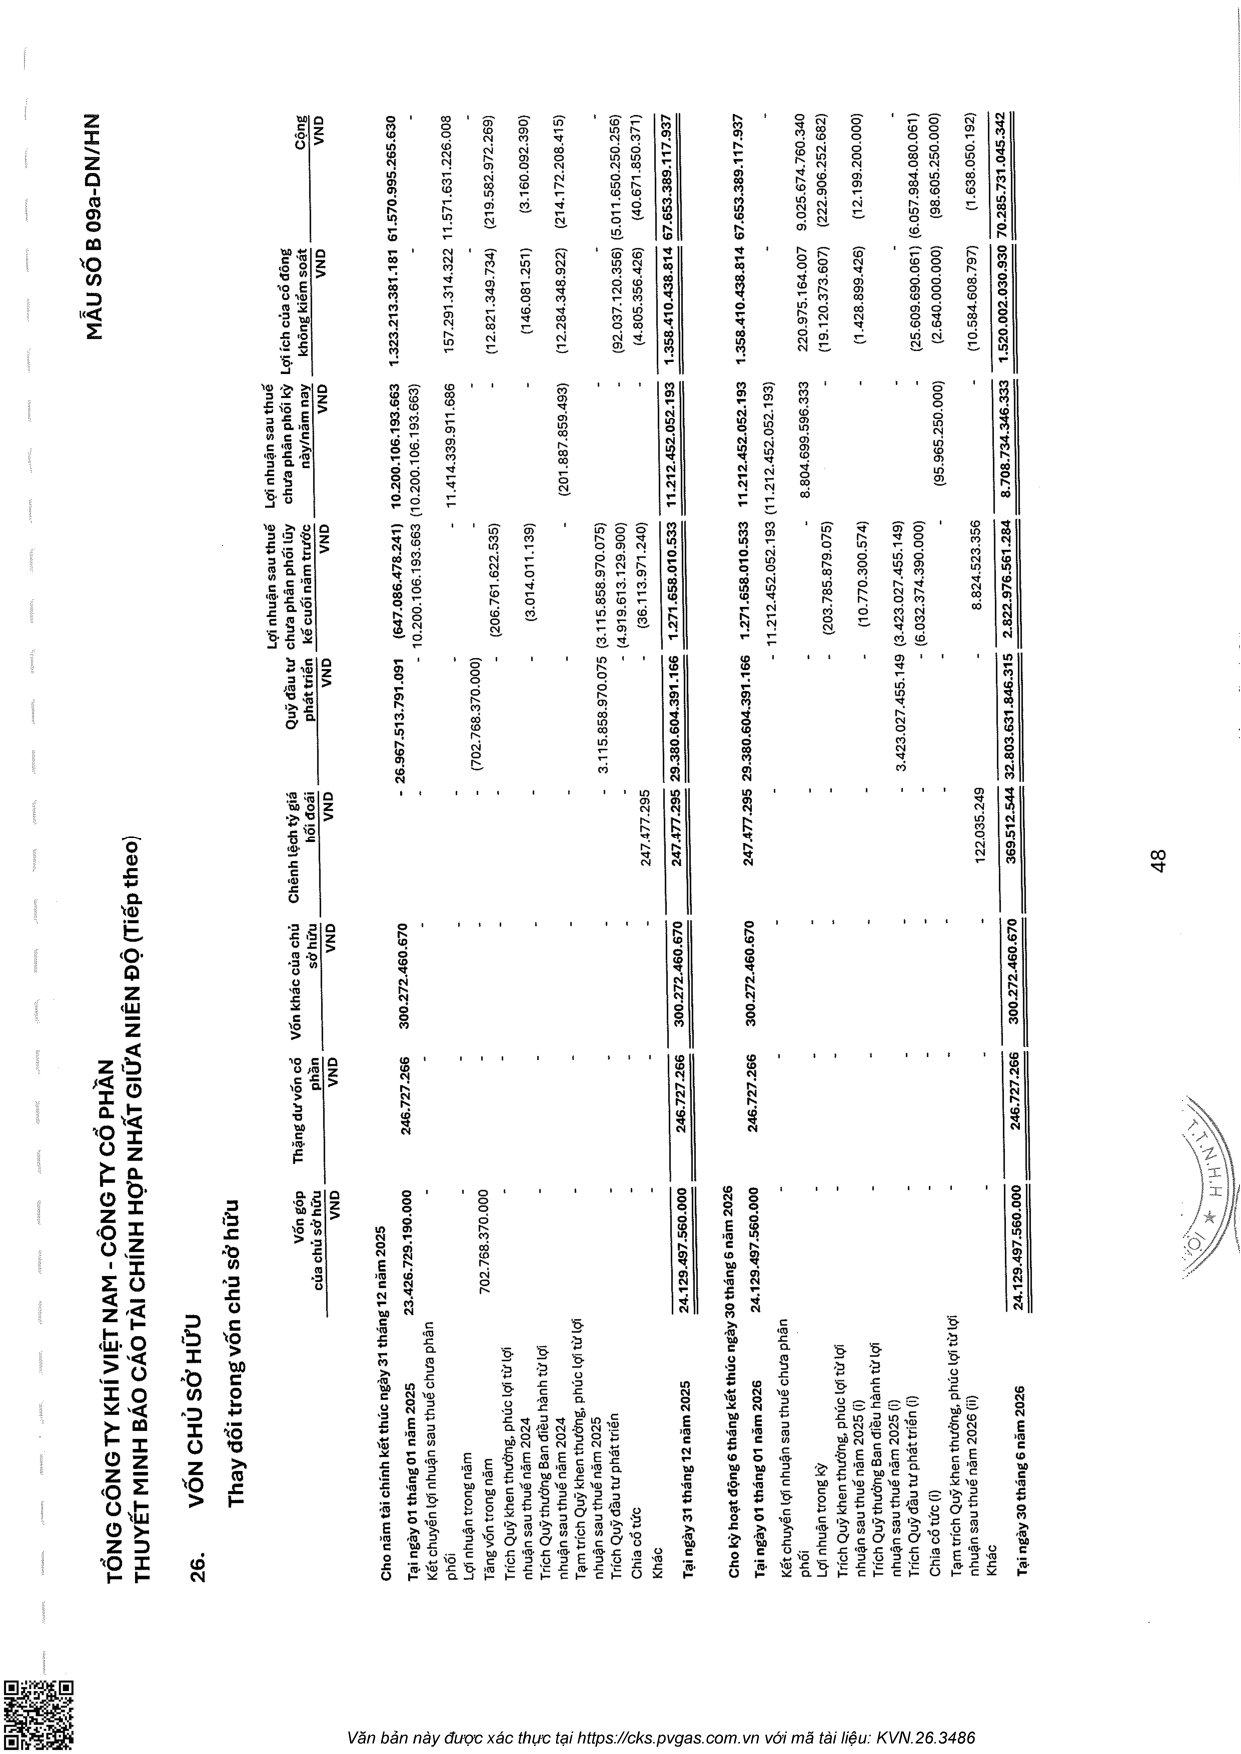 TỔNG CÔNG TY KHÍ VIỆT NAM - CÔNG TY CỔ PHẦN
THUYẾT MINH BÁO CÁO TÀI CHÍNH HỢP NHẤT GIỮA NIÊN ĐỘ (Tiếp theo)
MẪU SỐ B 09a-DN/HN
26. VỐN CHỦ SỞ HỮU
Thay đổi trong vốn chủ sở hữu
Vốn góp của chủ sở hữu VND | Thặng dư vốn cổ phần VND | Vốn khác của chủ sở hữu VND | Chênh lệch tỷ giá hối đoái VND | Quỹ đầu tư phát triển VND | Lợi nhuận sau thuế chưa phân phối lũy kế cuối năm trước VND | Lợi nhuận sau thuế chưa phân phối kỳ này/năm nay VND | Lợi ích của cổ đông không kiểm soát VND | Cộng VND
Cho năm tài chính kết thúc ngày 31 tháng 12 năm 2025
Tại ngày 01 tháng 01 năm 2025 23.426.729.190.000 246.727.266 300.272.460.670 - 26.967.513.791.091 (647.086.478.241) 10.200.106.193.663 1.323.213.381.181 61.570.995.265.630
Kết chuyển lợi nhuận sau thuế chưa phân phối - - - - - 10.200.106.193.663 (10.200.106.193.663) - -
Lợi nhuận trong năm - - - - - - 11.414.339.911.686 157.291.314.322 11.571.631.226.008
Tăng vốn trong năm 702.768.370.000 - - - (702.768.370.000) - - - -
Trích Quỹ khen thưởng, phúc lợi từ lợi nhuận sau thuế năm 2024 - - - - - (206.761.622.535) - (12.821.349.734) (219.582.972.269)
Trích Quỹ thưởng Ban điều hành từ lợi nhuận sau thuế năm 2024 - - - - - (3.014.011.139) - (146.081.251) (3.160.092.390)
Tạm trích Quỹ khen thưởng, phúc lợi từ lợi nhuận sau thuế năm 2025 - - - - - - (201.887.859.493) (12.284.348.922) (214.172.208.415)
Trích Quỹ đầu tư phát triển - - - - 3.115.858.970.075 (3.115.858.970.075) - - -
Chia cổ tức - - - - - (4.919.613.129.900) - (92.037.120.356) (5.011.650.250.256)
Khác - - - 247.477.295 - (36.113.971.240) - (4.805.356.426) (40.671.850.371)
Tại ngày 31 tháng 12 năm 2025 24.129.497.560.000 246.727.266 300.272.460.670 247.477.295 29.380.604.391.166 1.271.658.010.533 11.212.452.052.193 1.358.410.438.814 67.653.389.117.937
Cho kỳ hoạt động 6 tháng kết thúc ngày 30 tháng 6 năm 2026
Tại ngày 01 tháng 01 năm 2026 24.129.497.560.000 246.727.266 300.272.460.670 247.477.295 29.380.604.391.166 1.271.658.010.533 11.212.452.052.193 1.358.410.438.814 67.653.389.117.937
Kết chuyển lợi nhuận sau thuế chưa phân phối - - - - - 11.212.452.052.193 (11.212.452.052.193) - -
Lợi nhuận trong kỳ - - - - - - 8.804.699.596.333 220.975.164.007 9.025.674.760.340
Trích Quỹ khen thưởng, phúc lợi từ lợi nhuận sau thuế năm 2025 (i) - - - - - (203.785.879.075) - (19.120.373.607) (222.906.252.682)
Trích Quỹ thưởng Ban điều hành từ lợi nhuận sau thuế năm 2025 (i) - - - - - (10.770.300.574) - (1.428.899.426) (12.199.200.000)
Trích Quỹ đầu tư phát triển (i) - - - - 3.423.027.455.149 (3.423.027.455.149) - - -
Chia cổ tức (i) - - - - - (6.032.374.390.000) - (25.609.690.061) (6.057.984.080.061)
Tạm trích Quỹ khen thưởng, phúc lợi từ lợi nhuận sau thuế năm 2026 (ii) - - - - - - (95.965.250.000) (2.640.000.000) (98.605.250.000)
Khác - - - 122.035.249 - 8.824.523.356 - (10.584.608.797) (1.638.050.192)
Tại ngày 30 tháng 6 năm 2026 24.129.497.560.000 246.727.266 300.272.460.670 369.512.544 32.803.631.846.315 2.822.976.561.284 8.708.734.346.333 1.520.002.030.930 70.285.731.045.342
48
T.T.N.H.H ★
Văn bản này được xác thực tại https://cks.pvgas.com.vn với mã tài liệu: KVN.26.3486